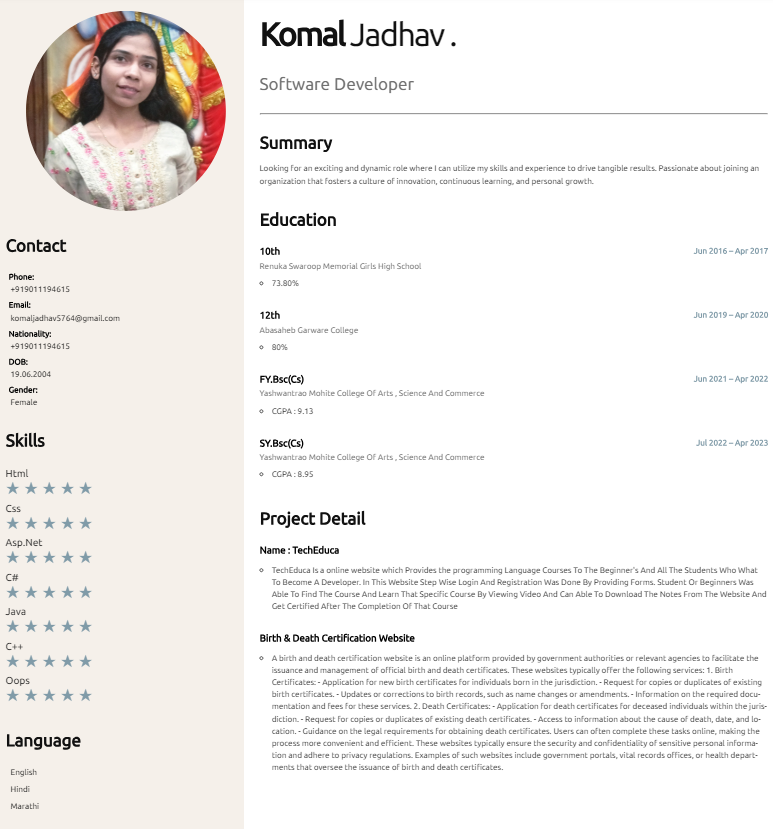 Komal Jadhav .
Software Developer
Contact
Phone:
+919011194615
Email:
komaljadhav5764@gmail.com
Nationality:
+919011194615
DOB:
19.06.2004
Gender:
Female
Skills
Html
Css
Asp.Net
C#
Java
C++
Oops
Language
English
Hindi
Marathi
Summary
Looking for an exciting and dynamic role where I can utilize my skills and experience to drive tangible results. Passionate about joining an
organization that fosters a culture of innovation, continuous learning, and personal growth.
Education
10th Jun 2016 – Apr 2017
Renuka Swaroop Memorial Girls High School
73.80%
12th Jun 2019 – Apr 2020
Abasaheb Garware College
80%
FY.Bsc(Cs) Jun 2021 – Apr 2022
Yashwantrao Mohite College Of Arts , Science And Commerce
CGPA : 9.13
SY.Bsc(Cs) Jul 2022 – Apr 2023
Yashwantrao Mohite College Of Arts , Science And Commerce
CGPA : 8.95
Project Detail
Name : TechEduca
TechEduca Is a online website which Provides the programming Language Courses To The Beginner's And All The Students Who What
To Become A Developer. In This Website Step Wise Login And Registration Was Done By Providing Forms. Student Or Beginners Was
Able To Find The Course And Learn That Specific Course By Viewing Video And Can Able To Download The Notes From The Website And
Get Certified After The Completion Of That Course
Birth & Death Certification Website
A birth and death certification website is an online platform provided by government authorities or relevant agencies to facilitate the
issuance and management of official birth and death certificates. These websites typically offer the following services: 1. Birth
Certificates: - Application for new birth certificates for individuals born in the jurisdiction. - Request for copies or duplicates of existing
birth certificates. - Updates or corrections to birth records, such as name changes or amendments. - Information on the required docu-
mentation and fees for these services. 2. Death Certificates: - Application for death certificates for deceased individuals within the juris-
diction. - Request for copies or duplicates of existing death certificates. - Access to information about the cause of death, date, and lo-
cation. - Guidance on the legal requirements for obtaining death certificates. Users can often complete these tasks online, making the
process more convenient and efficient. These websites typically ensure the security and confidentiality of sensitive personal informa-
tion and adhere to privacy regulations. Examples of such websites include government portals, vital records offices, or health depart-
ments that oversee the issuance of birth and death certificates.